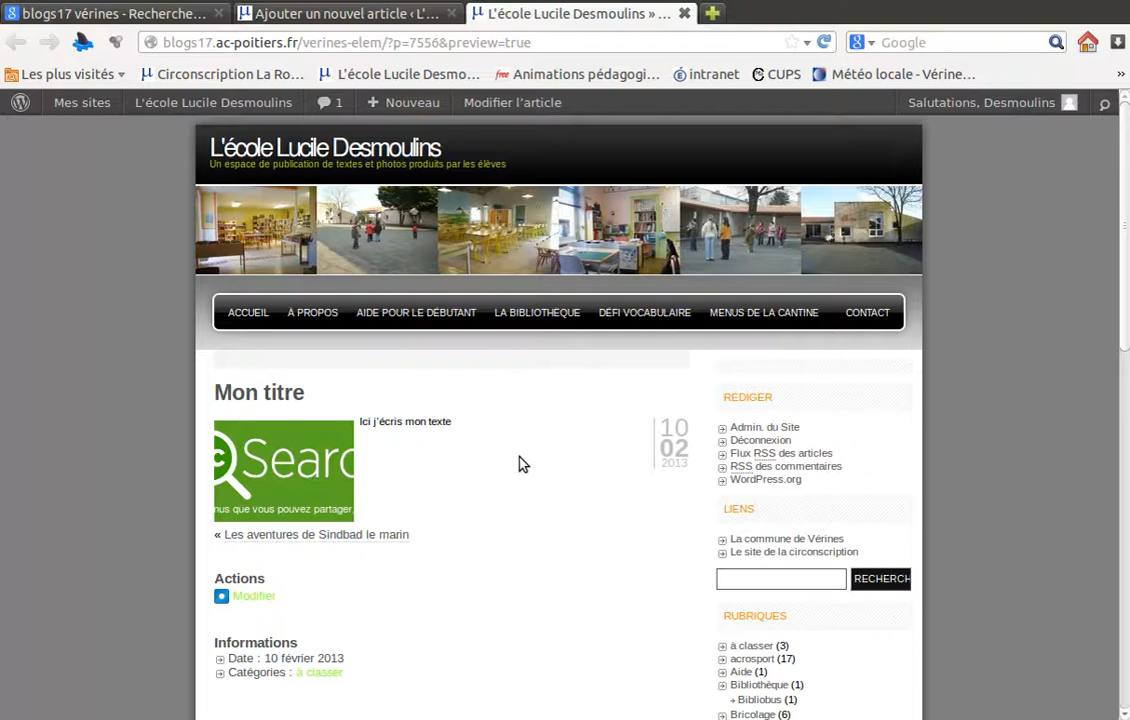 blogs17 vérines - Recherche...
Ajouter un nouvel article ‹ L'...
L'école Lucile Desmoulins » ...
blogs17.ac-poitiers.fr/verines-elem/?p=7556&preview=true
Google
Les plus visités
Circonscription La Ro...
L'école Lucile Desmo...
free Animations pédagogi...
intranet
CUPS
Météo locale - Vérine...
»
Mes sites
L'école Lucile Desmoulins
1
Nouveau
Modifier l'article
Salutations, Desmoulins
L'école Lucile Desmoulins
Un espace de publication de textes et photos produits par les élèves
ACCUEIL
À PROPOS
AIDE POUR LE DÉBUTANT
LA BIBLIOTHÈQUE
DÉFI VOCABULAIRE
MENUS DE LA CANTINE
CONTACT
Mon titre
Ici j'écris mon texte
10
02
2013
Searc
nus que vous pouvez partager,
« Les aventures de Sindbad le marin
Actions
Modifier
Informations
Date : 10 février 2013
Catégories : à classer
RÉDIGER
Admin. du Site
Déconnexion
Flux RSS des articles
RSS des commentaires
WordPress.org
LIENS
La commune de Vérines
Le site de la circonscription
RECHERCH
RUBRIQUES
à classer (3)
acrosport (17)
Aide (1)
Bibliothèque (1)
Bibliobus (1)
Bricolage (6)